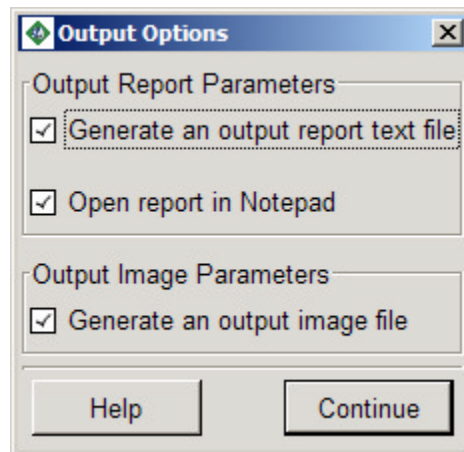 Output Options
Output Report Parameters
Generate an output report text file
Open report in Notepad
Output Image Parameters
Generate an output image file
Help
Continue